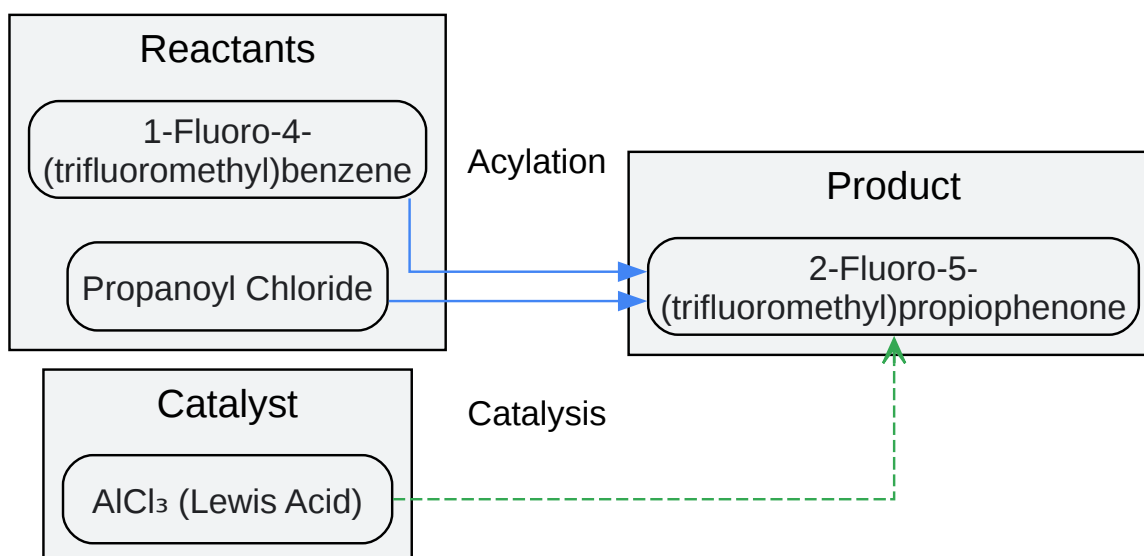 Reactants
1-Fluoro-4-
(trifluoromethyl)benzene
Propanoyl Chloride
Acylation
Product
2-Fluoro-5-
(trifluoromethyl)propiophenone
Catalyst
AlCl₃ (Lewis Acid)
Catalysis